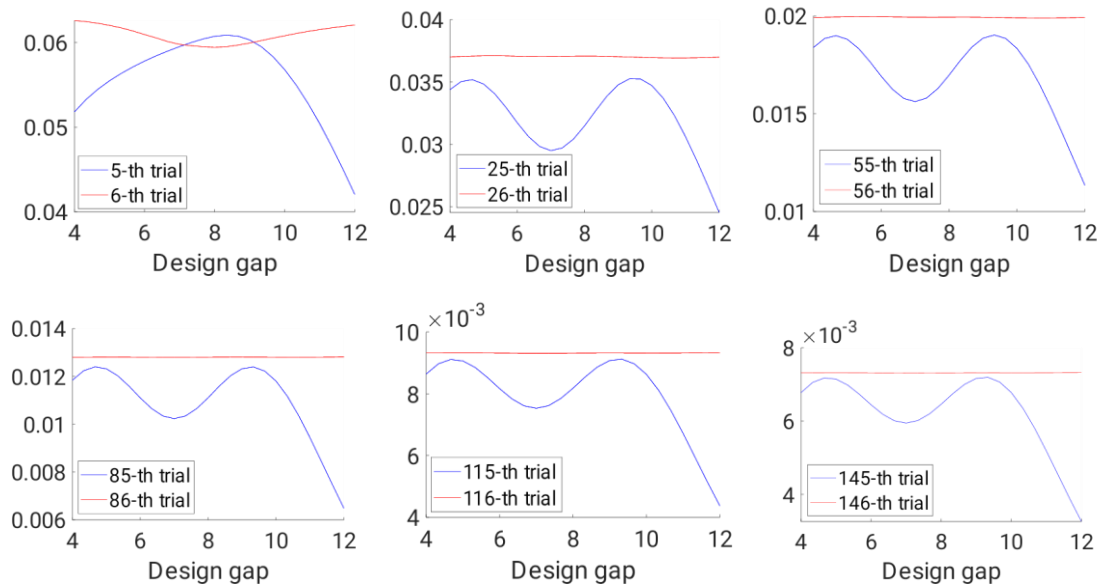 0.06
0.05
0.04
5-th trial
6-th trial
4 6 8 10 12
Design gap
0.04
0.035
0.03
0.025
25-th trial
26-th trial
4 6 8 10 12
Design gap
0.02
0.015
0.01
55-th trial
56-th trial
4 6 8 10 12
Design gap
0.014
0.012
0.01
0.008
0.006
85-th trial
86-th trial
4 6 8 10 12
Design gap
×10⁻³
10
8
6
4
115-th trial
116-th trial
4 6 8 10 12
Design gap
×10⁻³
8
6
4
145-th trial
146-th trial
4 6 8 10 12
Design gap